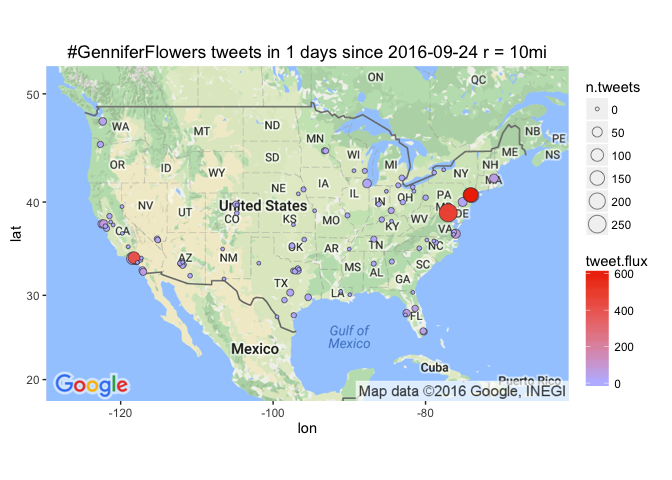 #GenniferFlowers tweets in 1 days since 2016-09-24 r = 10mi
ON
QC
WA
MT
ND
MN
NB
PE
ME
NS
OR
ID
SD
WI
MI
NY
NH
MA
WY
IA
NE
PA
NV
UT
United States
CO
IL
IN
OH
DE
CA
KS
MO
KY
WV
VA
AZ
NM
OK
AR
TN
NC
MS
AL
SC
TX
GA
LA
FL
Gulf of
Mexico
Mexico
Cuba
Puerto Rico
Google
Map data ©2016 Google, INEGI
lat
50
40
30
20
-120
-100
-80
lon
n.tweets
0
50
100
150
200
250
tweet.flux
600
400
200
0